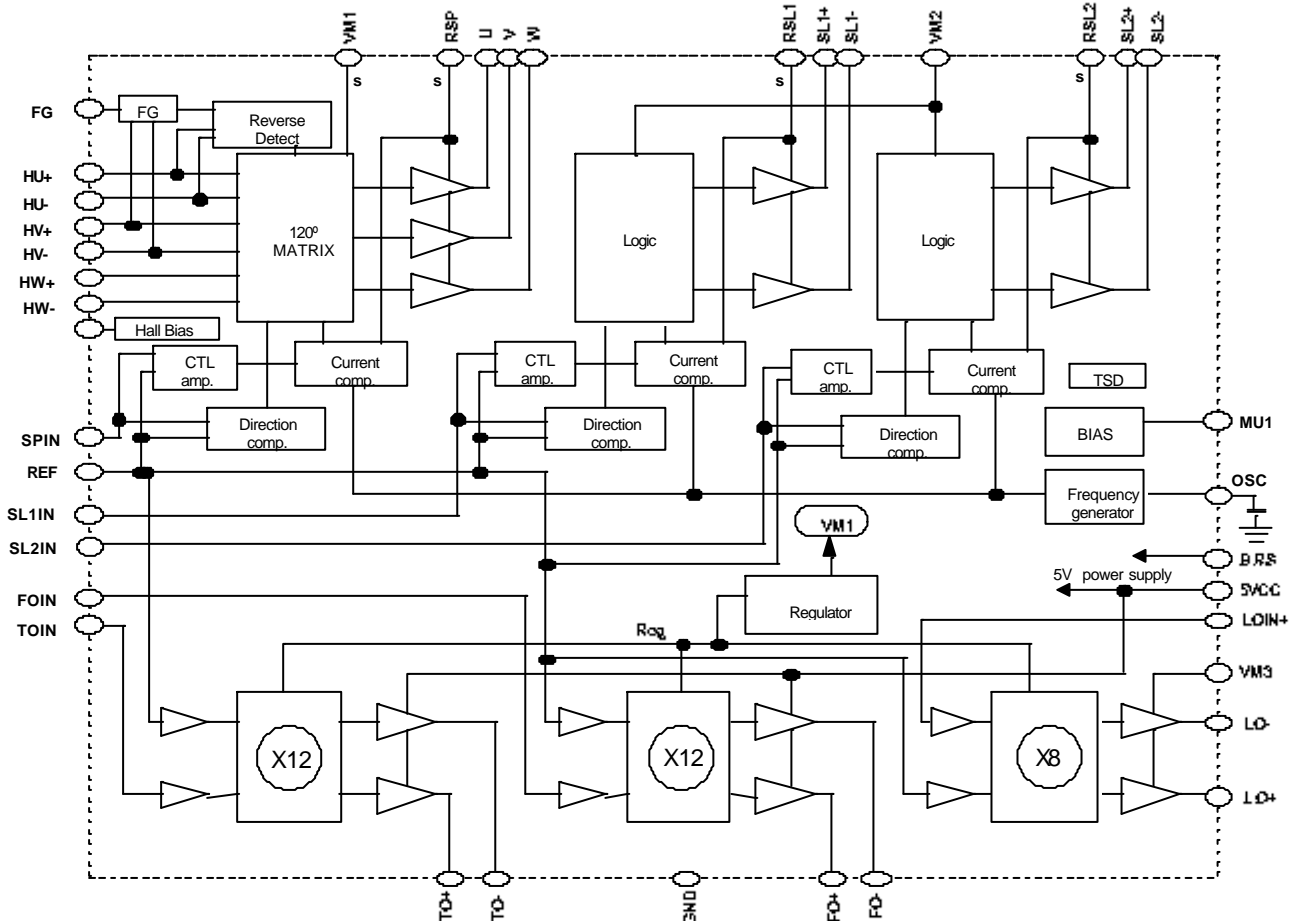 VM1
RSP
U
V
W
RSL1
SL1+
SL1-
VM2
RSL2
SL2+
SL2-
s
s
s
s
FG
FG
Reverse
Detect
HU+
HU-
HV+
HV-
HW+
HW-
120º
MATRIX
Logic
Logic
Hall Bias
CTL
amp.
Current
comp.
CTL
amp.
Current
comp.
CTL
amp.
Current
comp.
TSD
Direction
comp.
Direction
comp.
Direction
comp.
BIAS
MU1
SPIN
REF
SL1IN
SL2IN
FOIN
TOIN
Frequency
generator
OSC
VM1
Regulator
Reg
BRS
5V power supply
5VCC
LOIN+
VM3
LO-
LO+
X12
X12
X8
TO+
TO-
GND
FO+
FO-